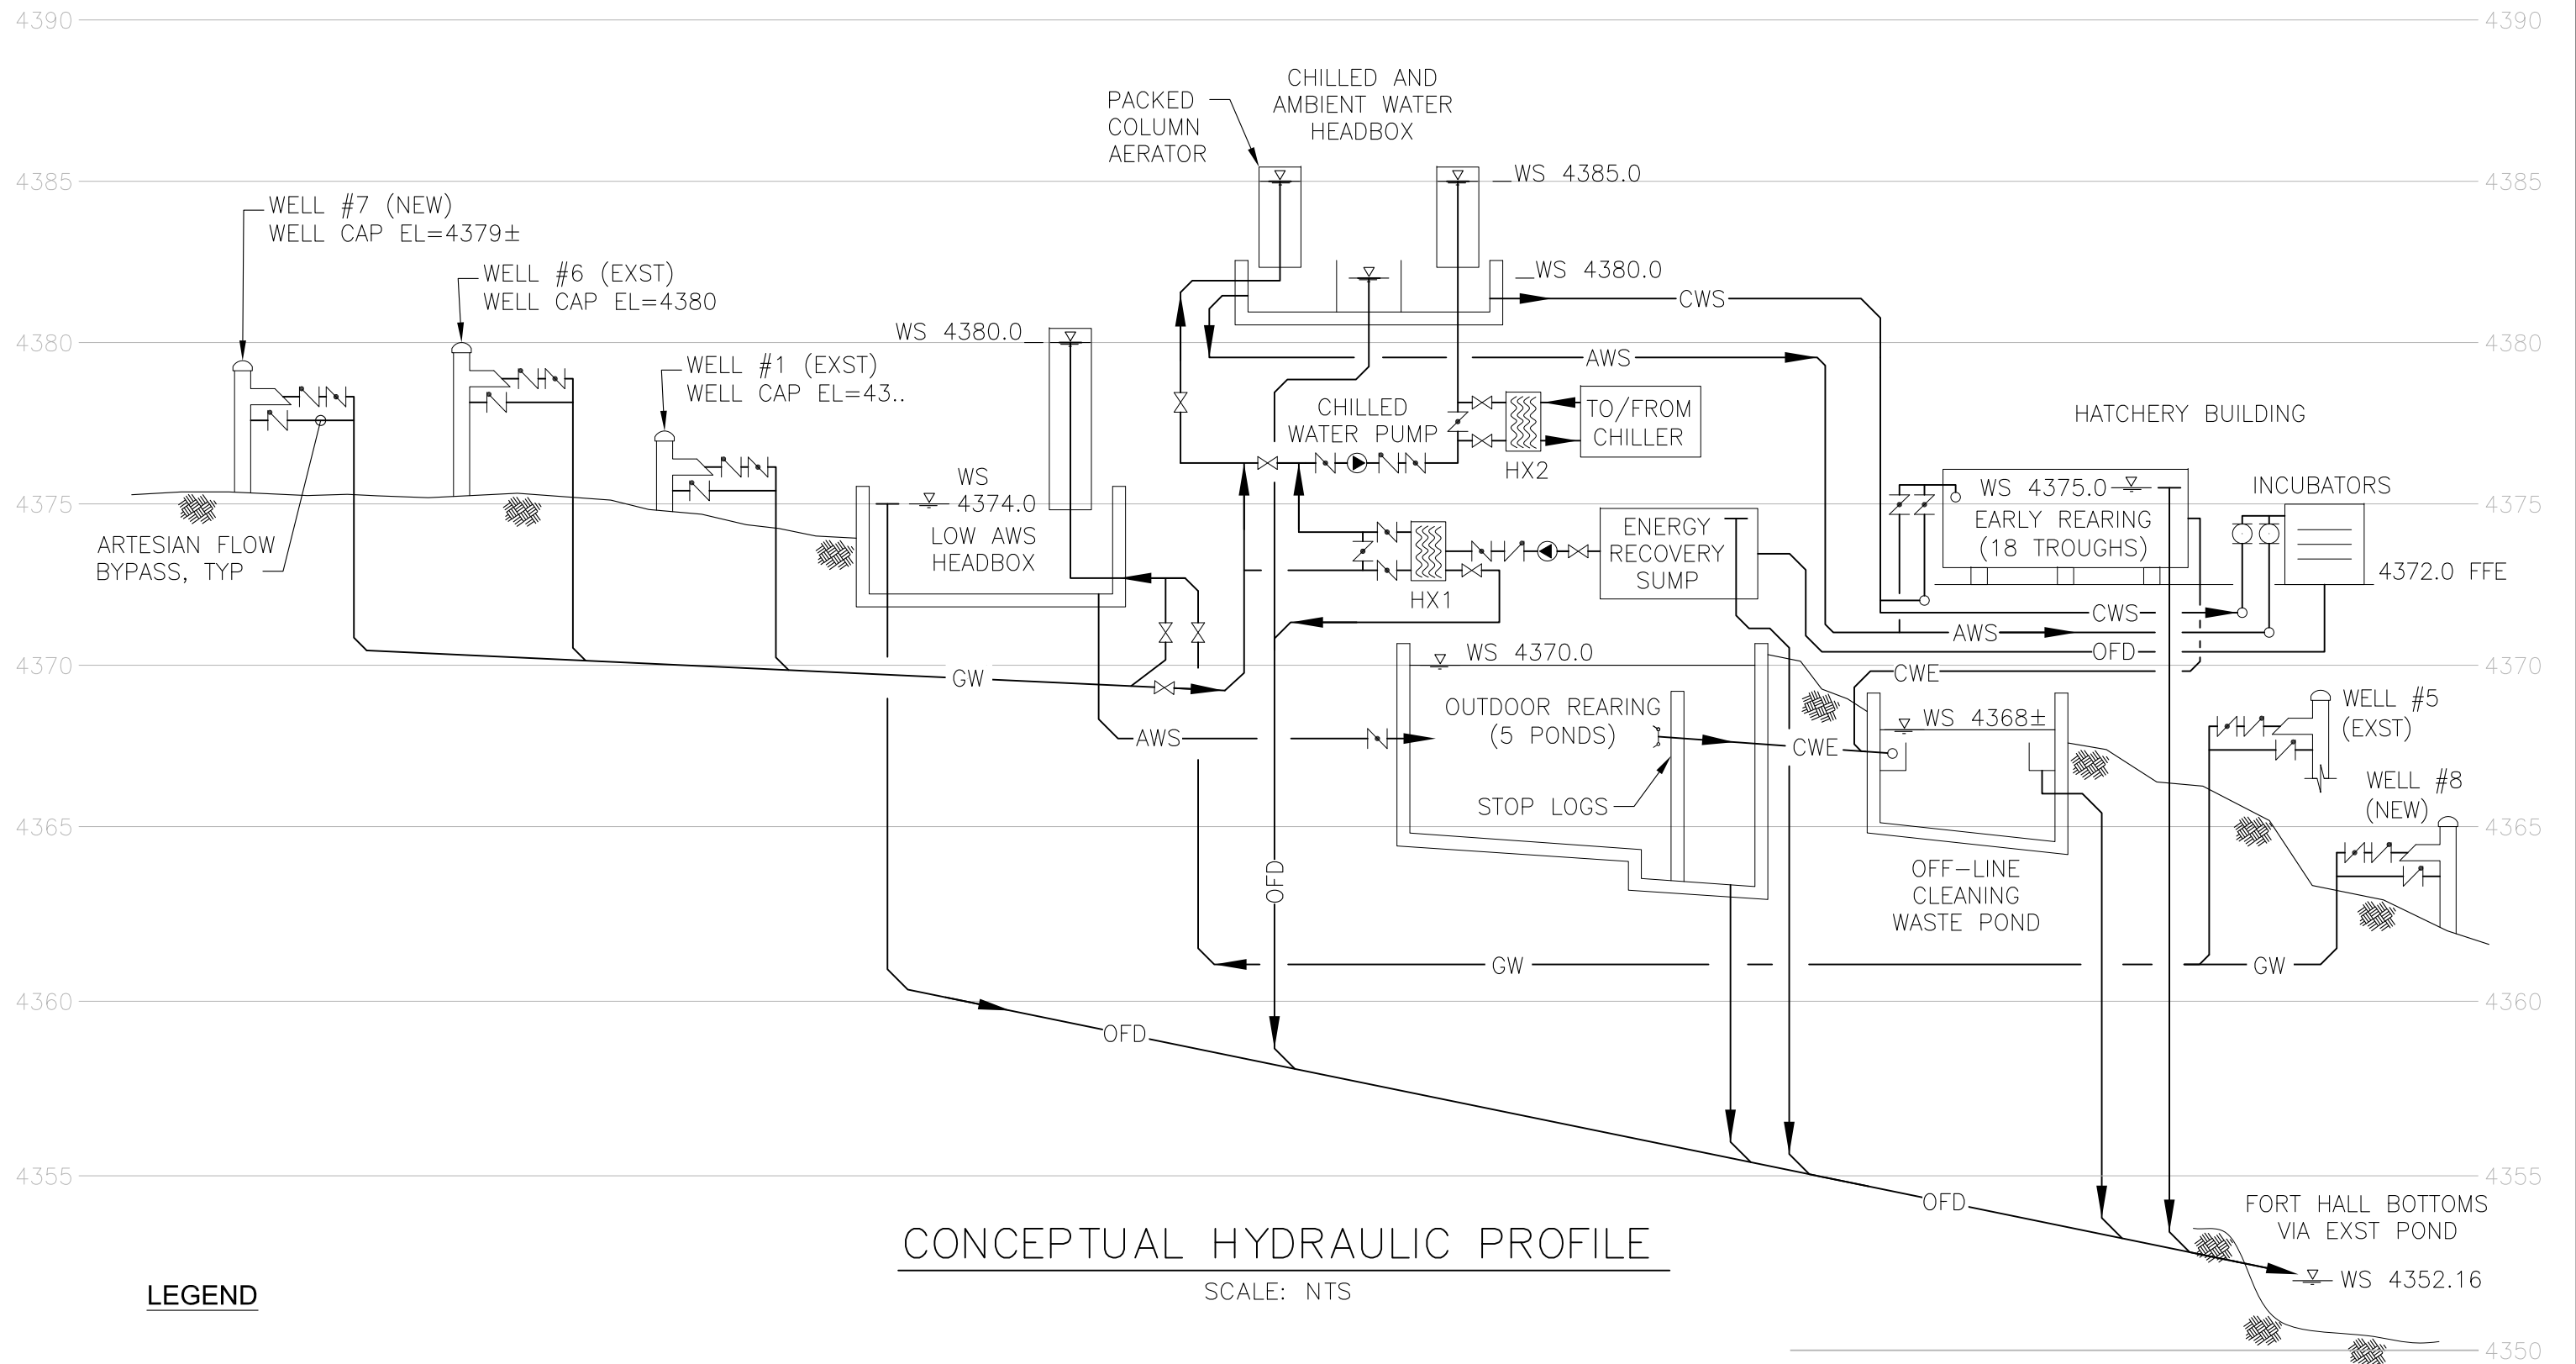 4390
4390
CHILLED AND
AMBIENT WATER
HEADBOX
PACKED
COLUMN
AERATOR
4385
WS 4385.0
4385
WELL #7 (NEW)
WELL CAP EL=4379±
WELL #6 (EXST)
WELL CAP EL=4380
WS 4380.0
CWS
4380
WS 4380.0
4380
AWS
WELL #1 (EXST)
WELL CAP EL=43..
CHILLED
WATER PUMP
TO/FROM
CHILLER
HX2
HATCHERY BUILDING
4375
WS
4374.0
LOW AWS
HEADBOX
WS 4375.0
EARLY REARING
(18 TROUGHS)
INCUBATORS
4375
ARTESIAN FLOW
BYPASS, TYP
ENERGY
RECOVERY
SUMP
HX1
4372.0 FFE
CWS
AWS
OFD
4370
GW
WS 4370.0
CWE
4370
OUTDOOR REARING
(5 PONDS)
WS 4368±
WELL #5
(EXST)
AWS
CWE
STOP LOGS
WELL #8
(NEW)
4365
4365
OFD
OFF-LINE
CLEANING
WASTE POND
GW
GW
4360
4360
OFD
4355
4355
OFD
FORT HALL BOTTOMS
VIA EXST POND
WS 4352.16
CONCEPTUAL HYDRAULIC PROFILE
SCALE: NTS
LEGEND
4350